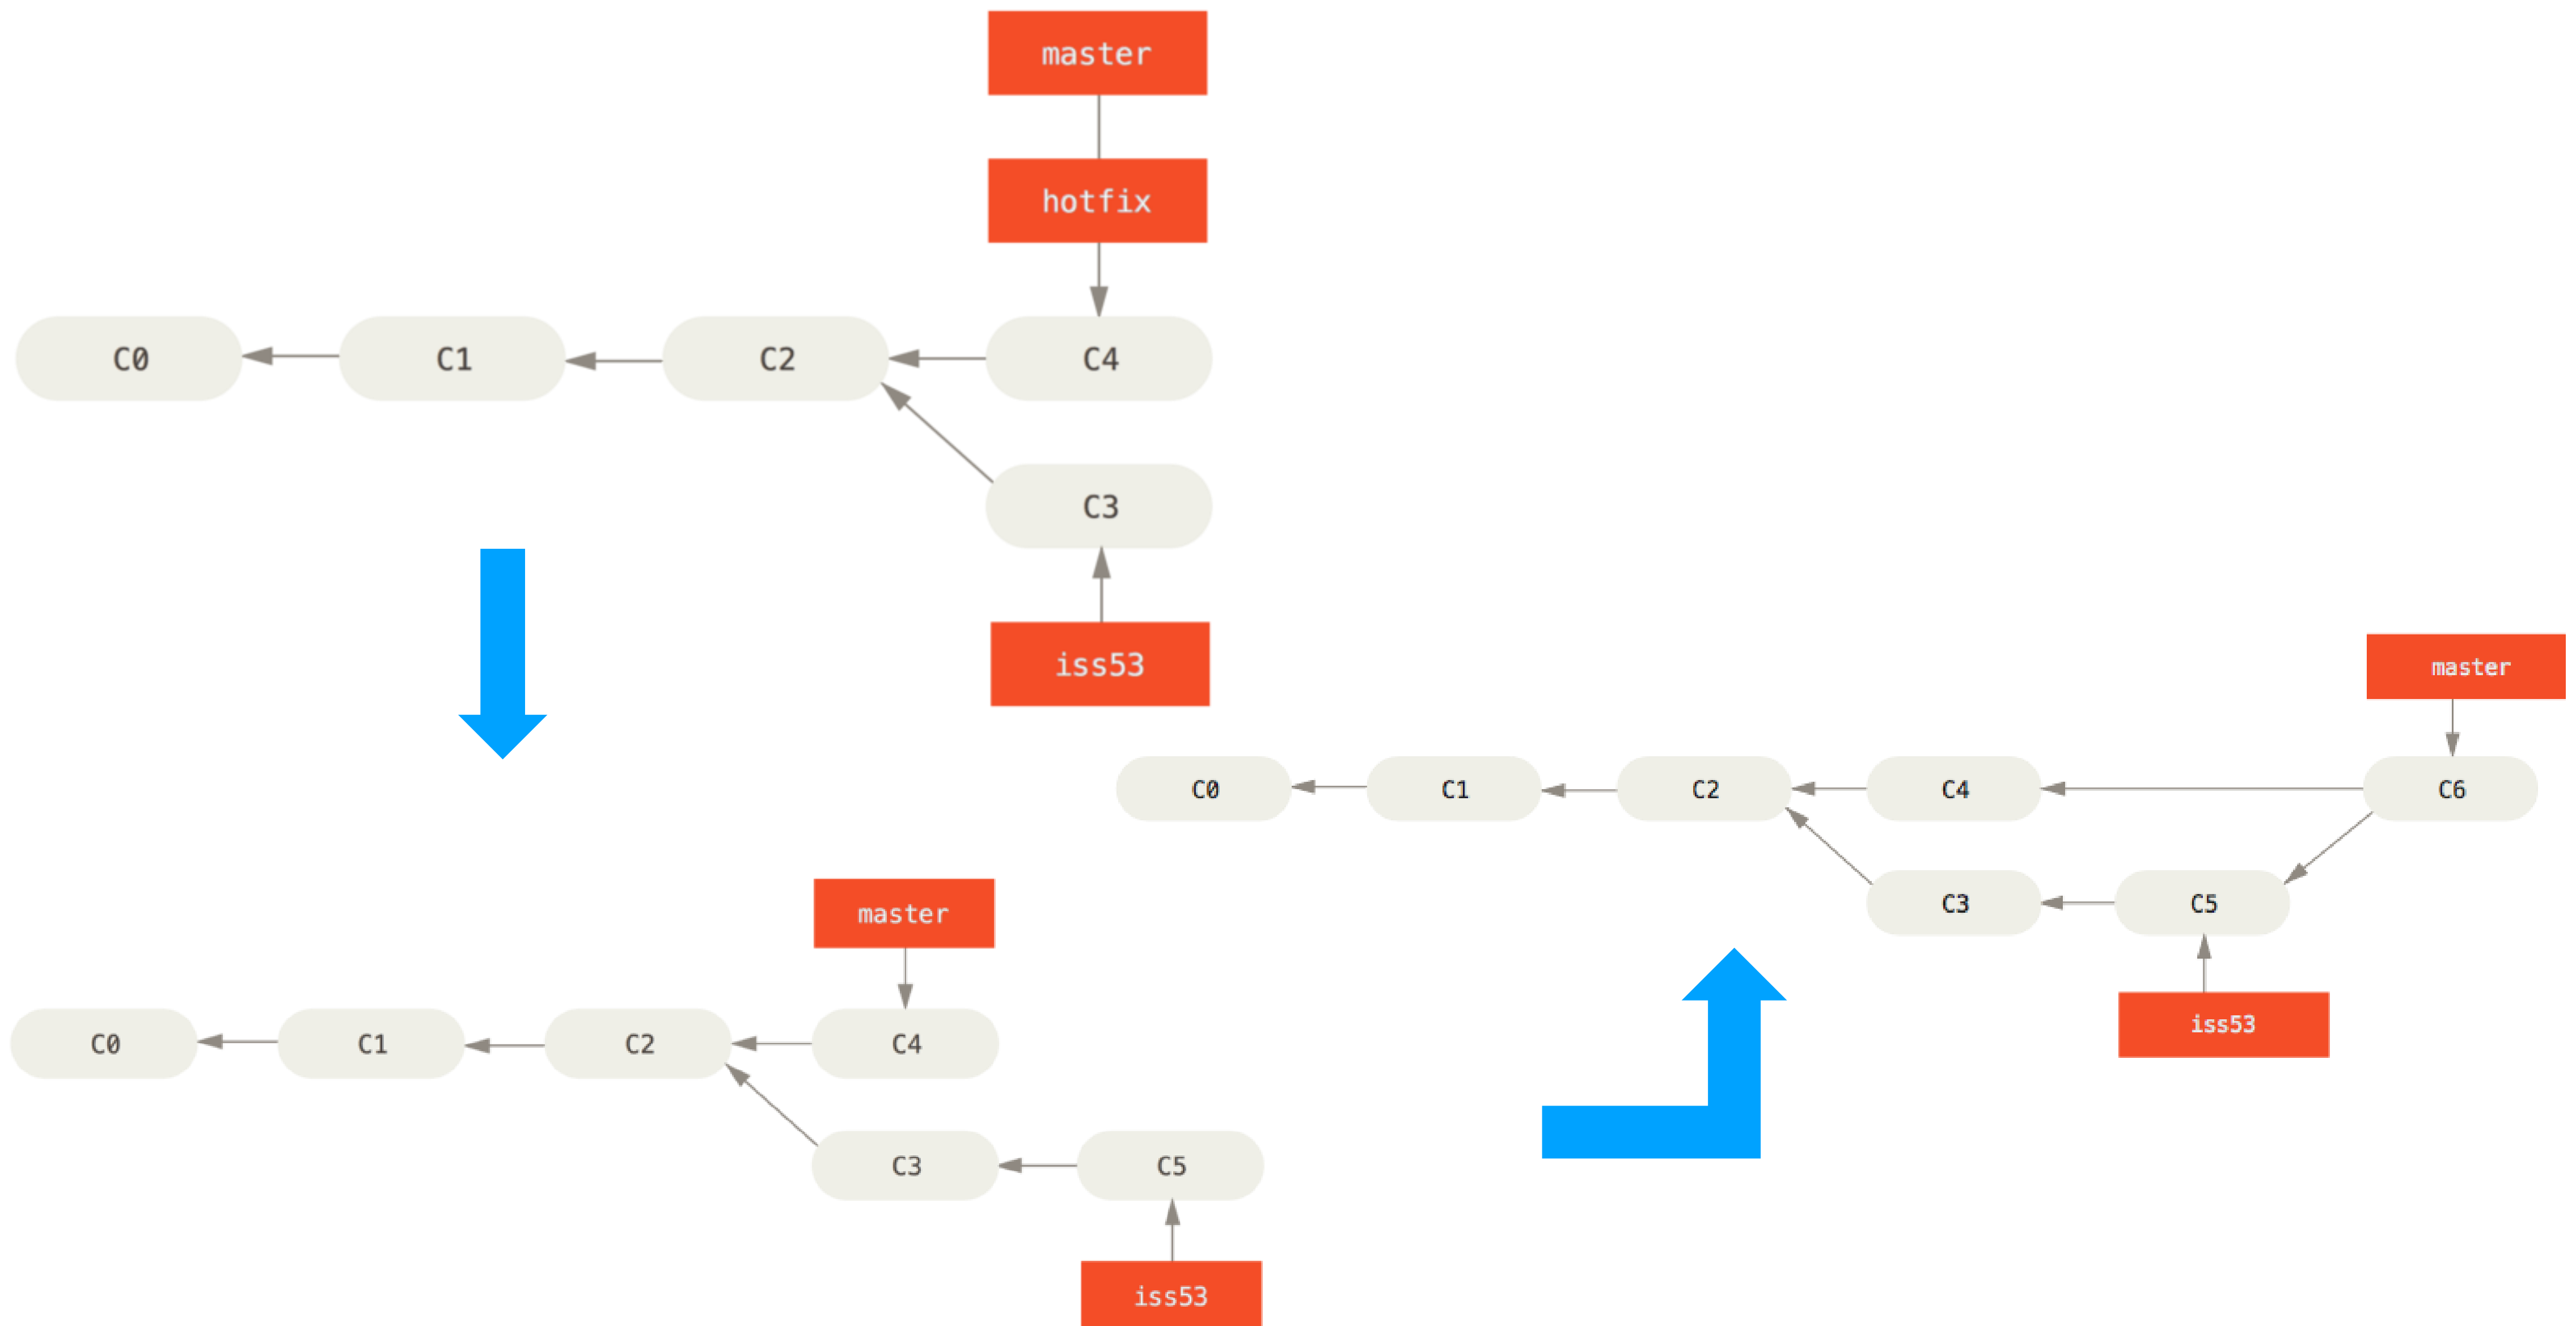 master
hotfix
C0 C1 C2 C4
C3
iss53
master
C0 C1 C2 C4 C6
C3 C5
iss53
master
C0 C1 C2 C4
C3 C5
iss53